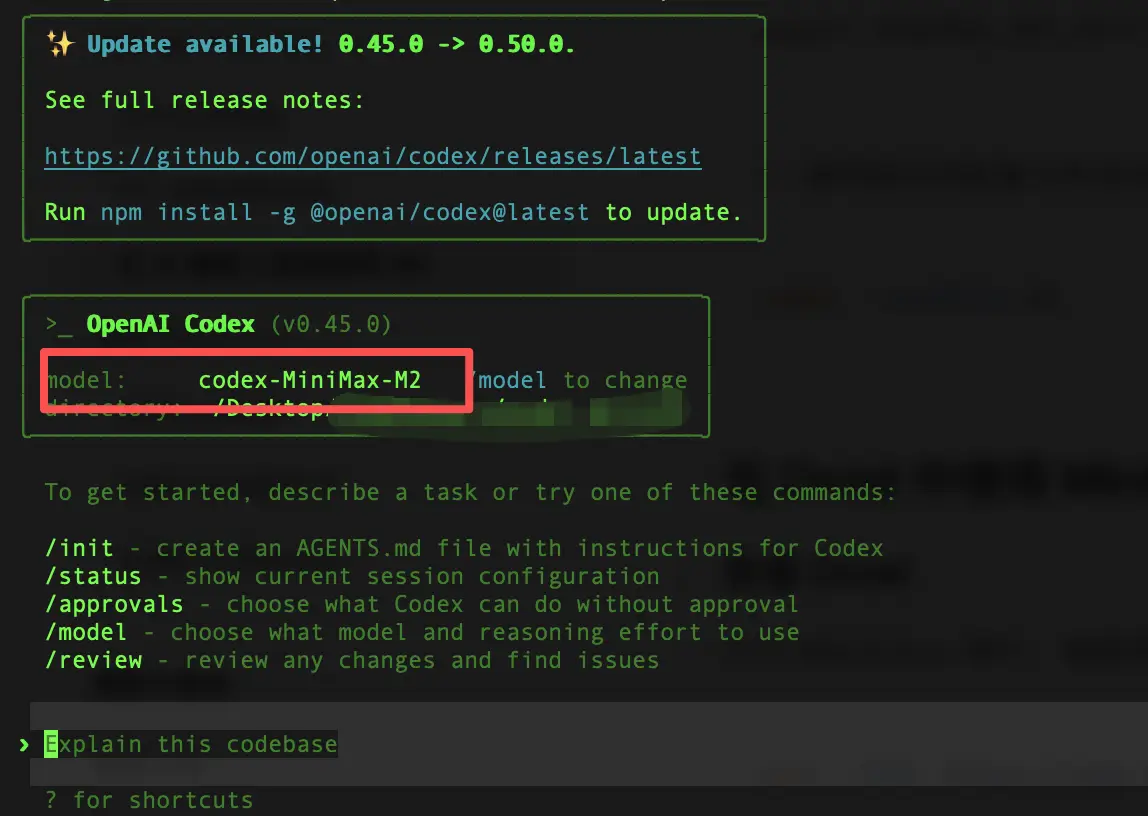 ✨ Update available! 0.45.0 -> 0.50.0.
See full release notes:
https://github.com/openai/codex/releases/latest
Run npm install -g @openai/codex@latest to update.
>_ OpenAI Codex (v0.45.0)
model: codex-MiniMax-M2 /model to change
directory: ~/Desktop/
To get started, describe a task or try one of these commands:
/init - create an AGENTS.md file with instructions for Codex
/status - show current session configuration
/approvals - choose what Codex can do without approval
/model - choose what model and reasoning effort to use
/review - review any changes and find issues
› Explain this codebase
? for shortcuts